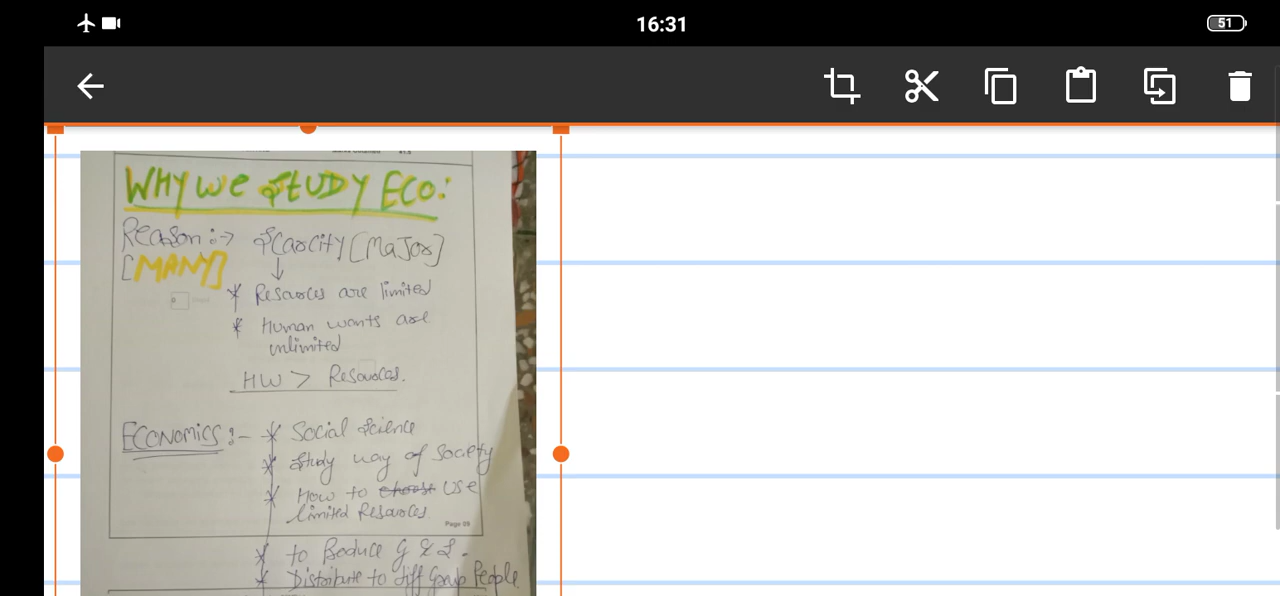 16:31
51
WHY WE STUDY ECO:
Reason :-> Scarcity [Major]
[MANY]
* Resources are limited
* Human wants are
unlimited
HW > Resources.
ECONOMICS :- * Social Science
* Study way of Society
* How to choose use
limited Resources
Page 09
* to Produce G & S.
* Distribute to diff Group People